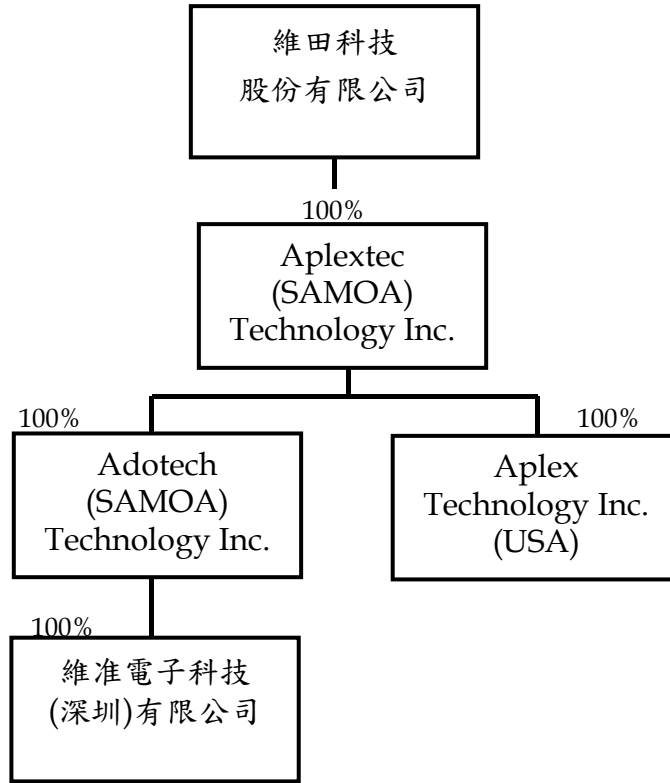 維田科技
股份有限公司
100%
Aplextec
(SAMOA)
Technology Inc.
100%
100%
Adotech
(SAMOA)
Technology Inc.
Aplex
Technology Inc.
(USA)
100%
維准電子科技
(深圳)有限公司